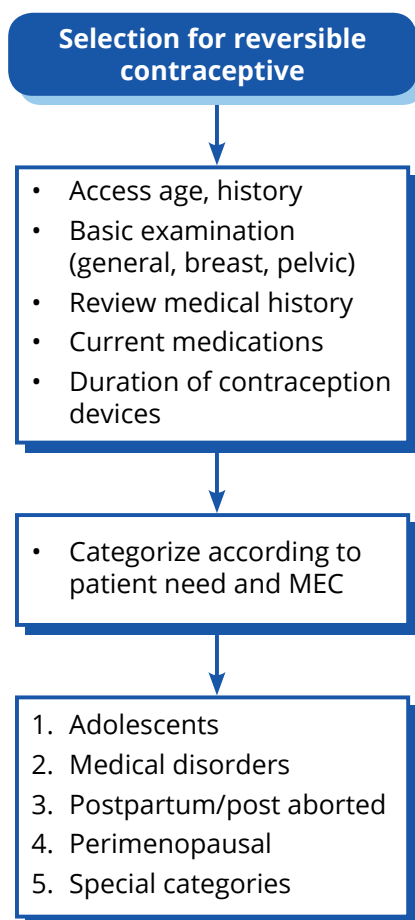 Selection for reversible
contraceptive
• Access age, history
• Basic examination
(general, breast, pelvic)
• Review medical history
• Current medications
• Duration of contraception
devices
• Categorize according to
patient need and MEC
1. Adolescents
2. Medical disorders
3. Postpartum/post aborted
4. Perimenopausal
5. Special categories